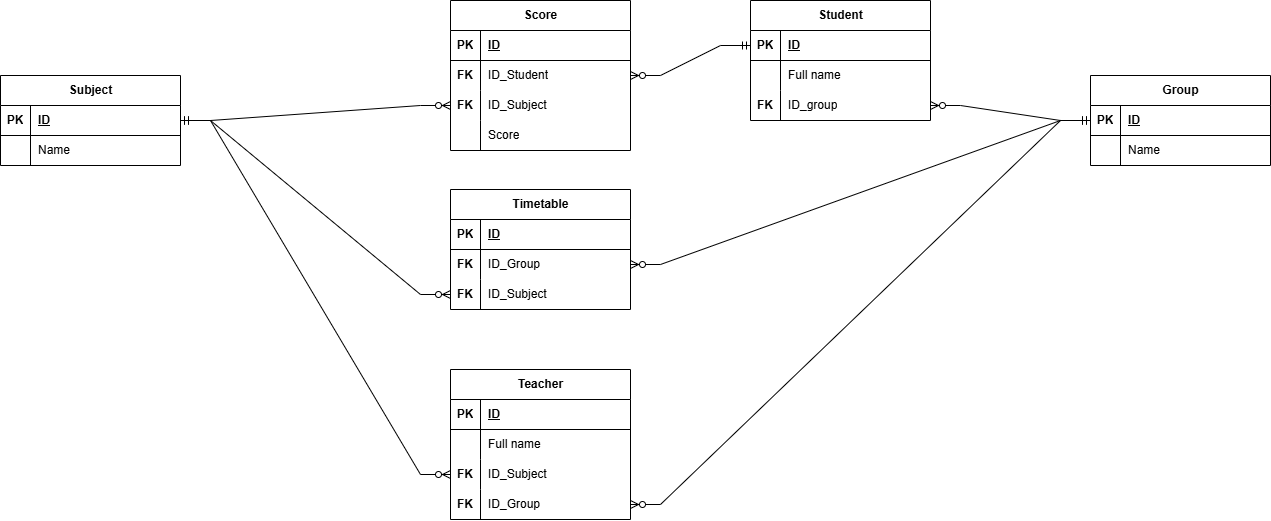 Subject
PK ID
Name
Score
PK ID
FK ID_Student
FK ID_Subject
Score
Student
PK ID
Full name
FK ID_group
Group
PK ID
Name
Timetable
PK ID
FK ID_Group
FK ID_Subject
Teacher
PK ID
Full name
FK ID_Subject
FK ID_Group